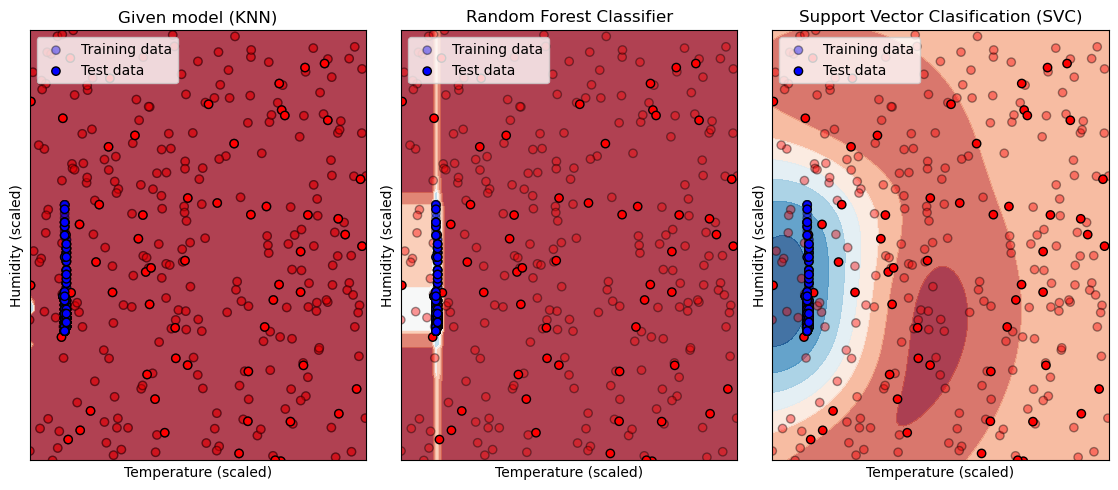 Given model (KNN)
Training data
Test data
Humidity (scaled)
Temperature (scaled)
Random Forest Classifier
Training data
Test data
Humidity (scaled)
Temperature (scaled)
Support Vector Clasification (SVC)
Training data
Test data
Humidity (scaled)
Temperature (scaled)